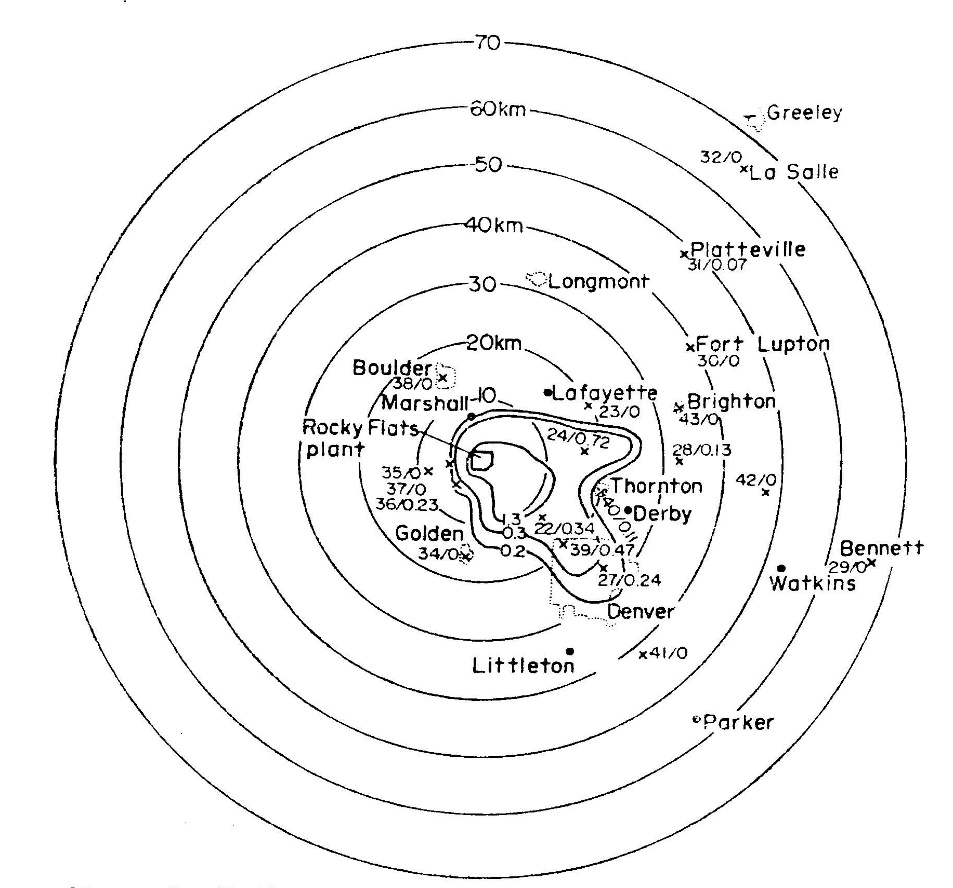 70
60km
Greeley
50
32/0
La Salle
40km
Platteville
31/0.07
30
Longmont
20km
Fort Lupton
30/0
Boulder
38/0
Marshall
10
Lafayette
23/0
Brighton
43/0
Rocky Flats
plant
24/0.72
28/0.13
35/0
37/0
36/0.23
42/0
Thornton
40/0.11
Derby
1.3
22/034
Golden
34/0
0.3
0.2
39/0.47
Bennett
29/0
27/0.24
Watkins
Denver
Littleton
41/0
Parker